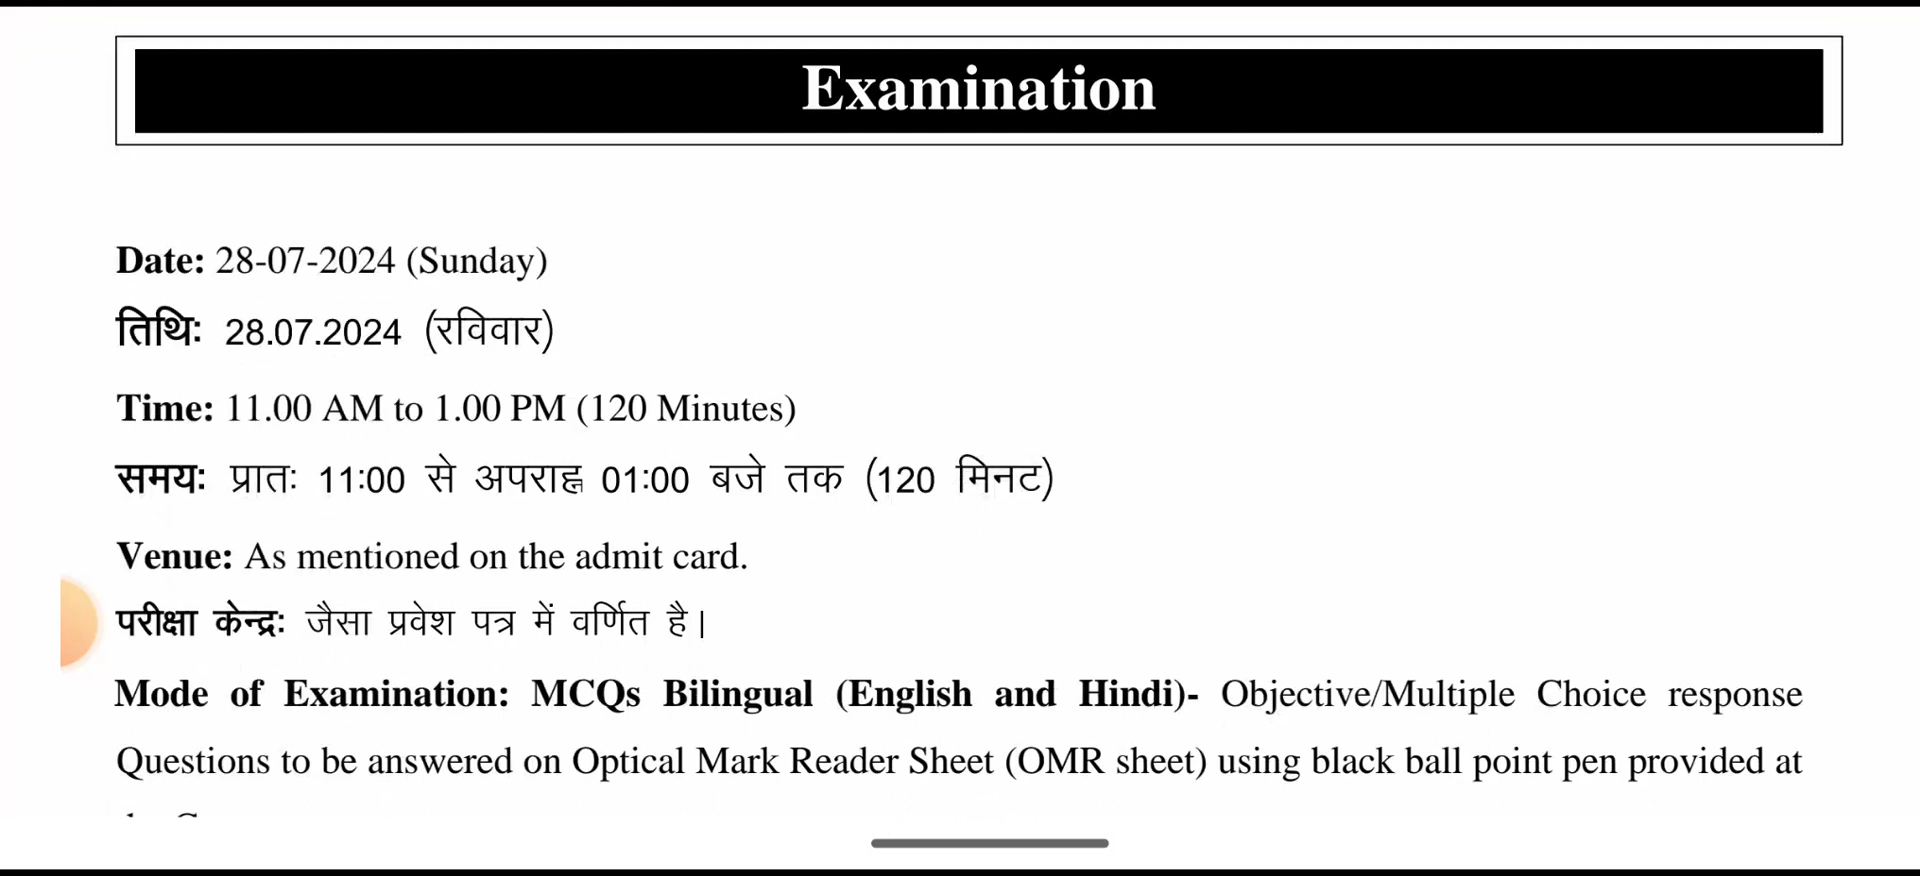 Examination
Date: 28-07-2024 (Sunday)
तिथिः 28.07.2024 (रविवार)
Time: 11.00 AM to 1.00 PM (120 Minutes)
समयः प्रातः 11:00 से अपराह्न 01:00 बजे तक (120 मिनट)
Venue: As mentioned on the admit card.
परीक्षा केन्द्रः जैसा प्रवेश पत्र में वर्णित है।
Mode of Examination: MCQs Bilingual (English and Hindi)- Objective/Multiple Choice response
Questions to be answered on Optical Mark Reader Sheet (OMR sheet) using black ball point pen provided at